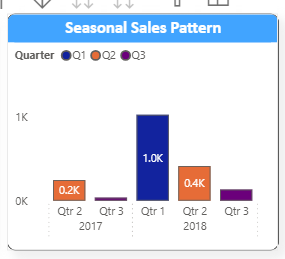 Seasonal Sales Pattern
Quarter Q1 Q2 Q3
1K
1.0K
0.2K
0.4K
0K
Qtr 2 Qtr 3 Qtr 1 Qtr 2 Qtr 3
2017 2018